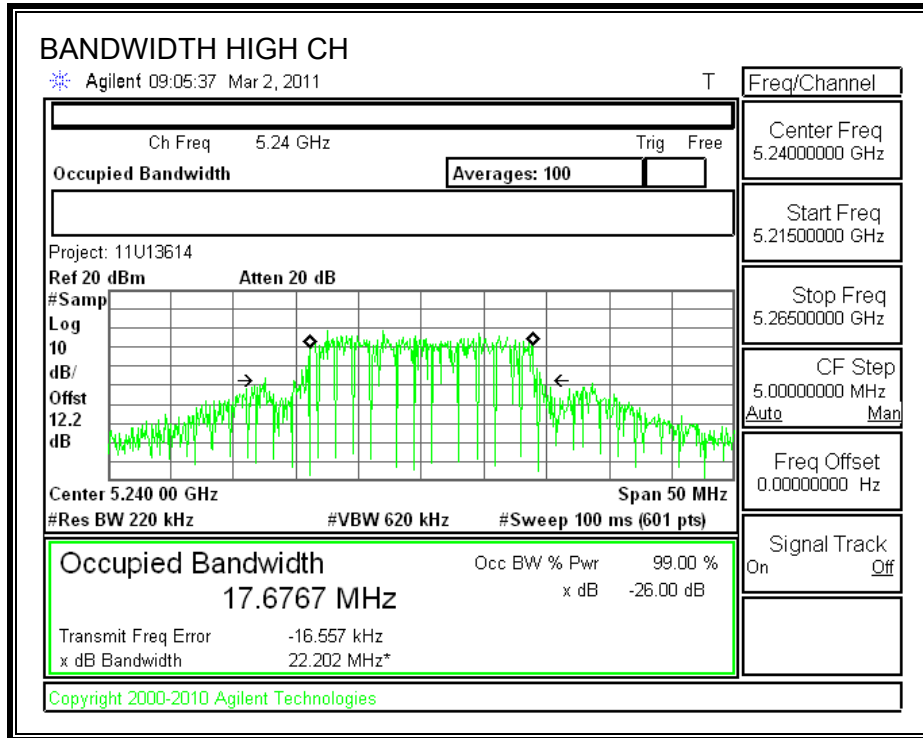 BANDWIDTH HIGH CH
Agilent 09:05:37 Mar 2, 2011 T
Ch Freq 5.24 GHz Trig Free
Occupied Bandwidth Averages: 100
Project: 11U13614
Ref 20 dBm Atten 20 dB
#Samp
Log
10
dB/
Offst
12.2
dB
Center 5.240 00 GHz Span 50 MHz
#Res BW 220 kHz #VBW 620 kHz #Sweep 100 ms (601 pts)
Occupied Bandwidth Occ BW % Pwr 99.00 %
17.6767 MHz x dB -26.00 dB
Transmit Freq Error -16.557 kHz
x dB Bandwidth 22.202 MHz*
Copyright 2000-2010 Agilent Technologies
Freq/Channel
Center Freq
5.24000000 GHz
Start Freq
5.21500000 GHz
Stop Freq
5.26500000 GHz
CF Step
5.00000000 MHz
Auto Man
Freq Offset
0.00000000 Hz
Signal Track
On Off